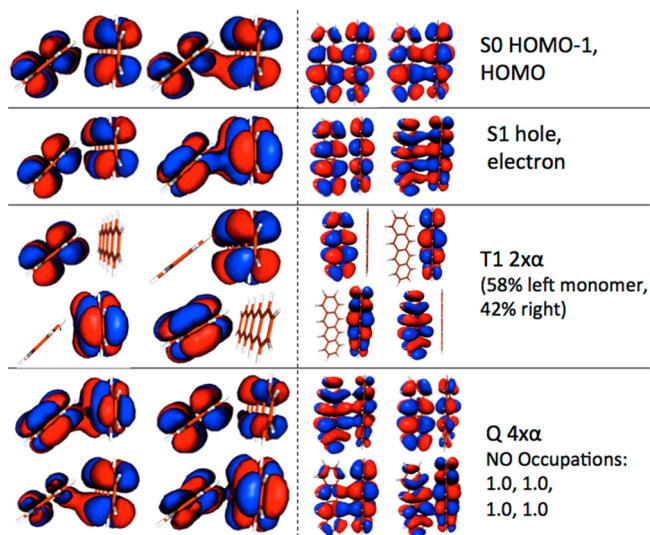 S0 HOMO-1,
HOMO
S1 hole,
electron
T1 2xα
(58% left monomer,
42% right)
Q 4xα
NO Occupations:
1.0, 1.0,
1.0, 1.0